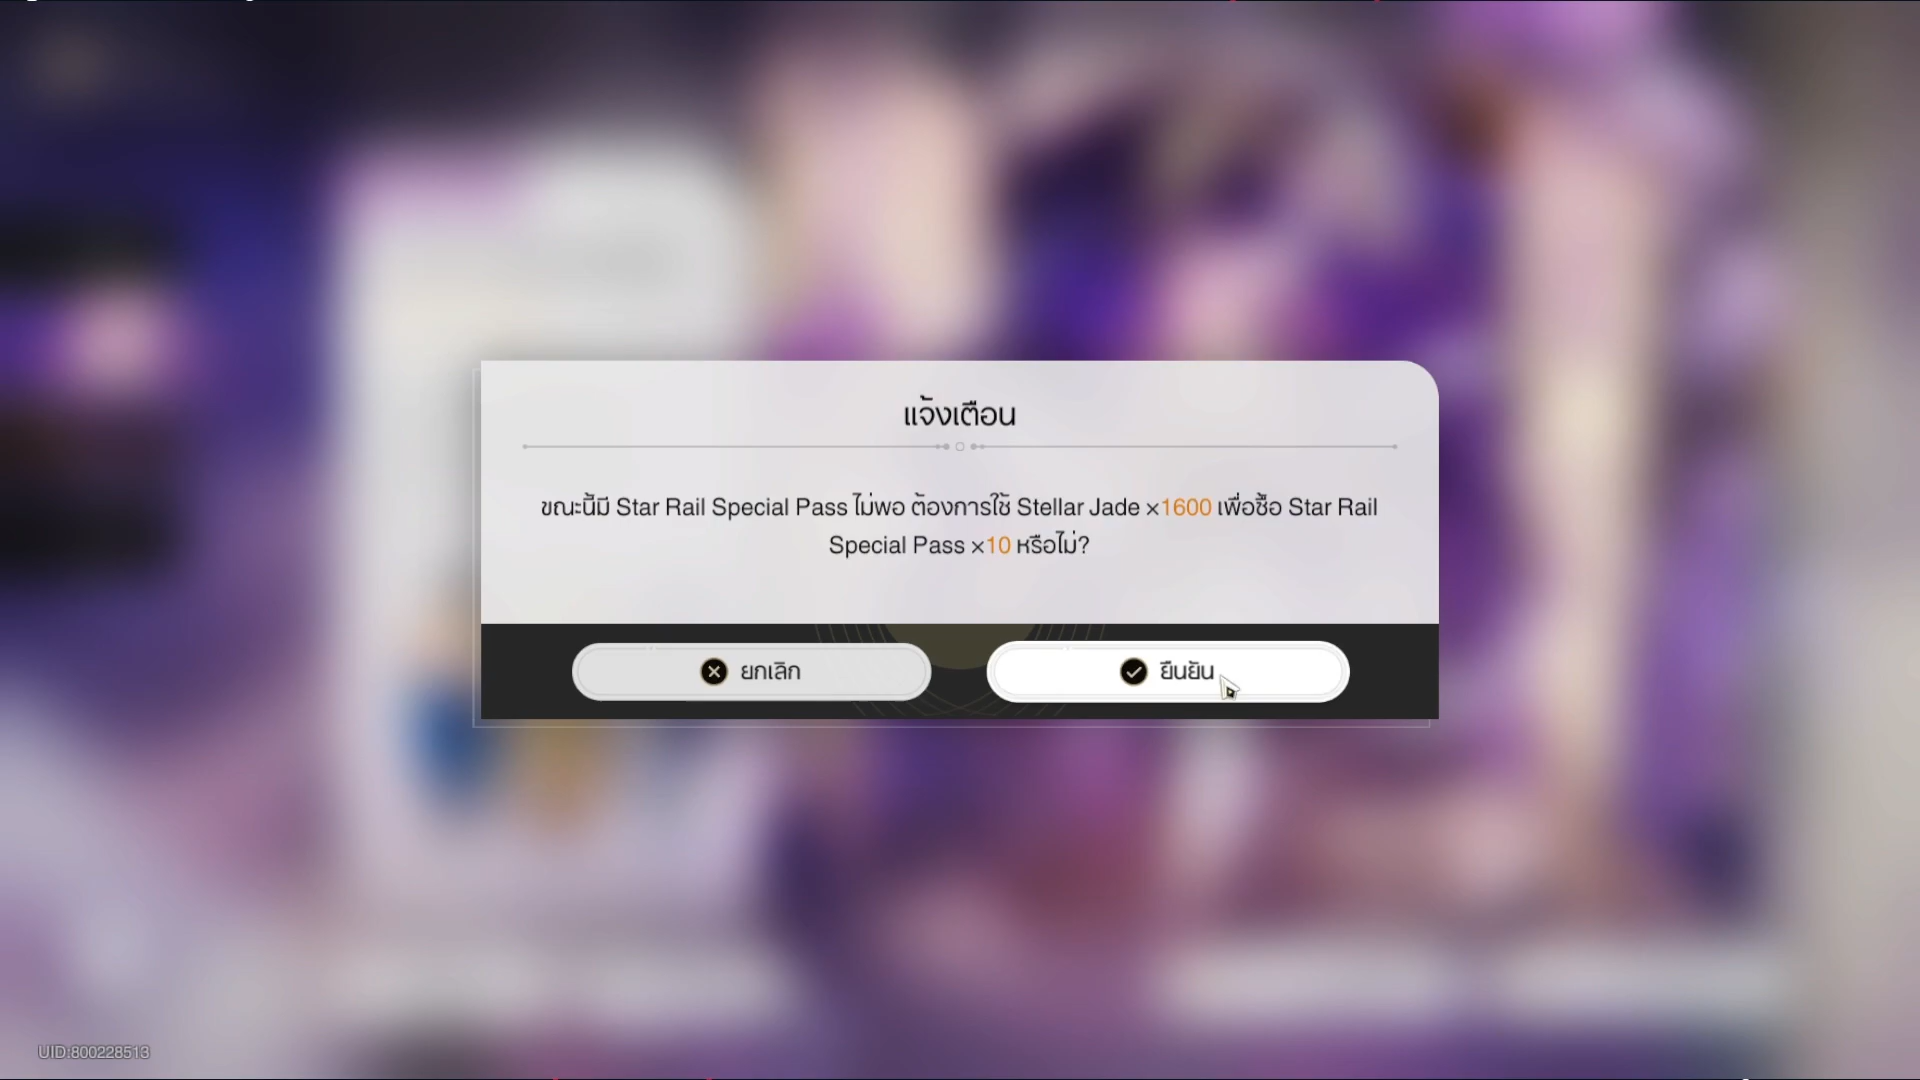 แจ้งเตือน
ขณะนี้มี Star Rail Special Pass ไม่พอ ต้องการใช้ Stellar Jade ×1600 เพื่อซื้อ Star Rail
Special Pass ×10 หรือไม่?
ยกเลิก
ยืนยัน
UID:800228513